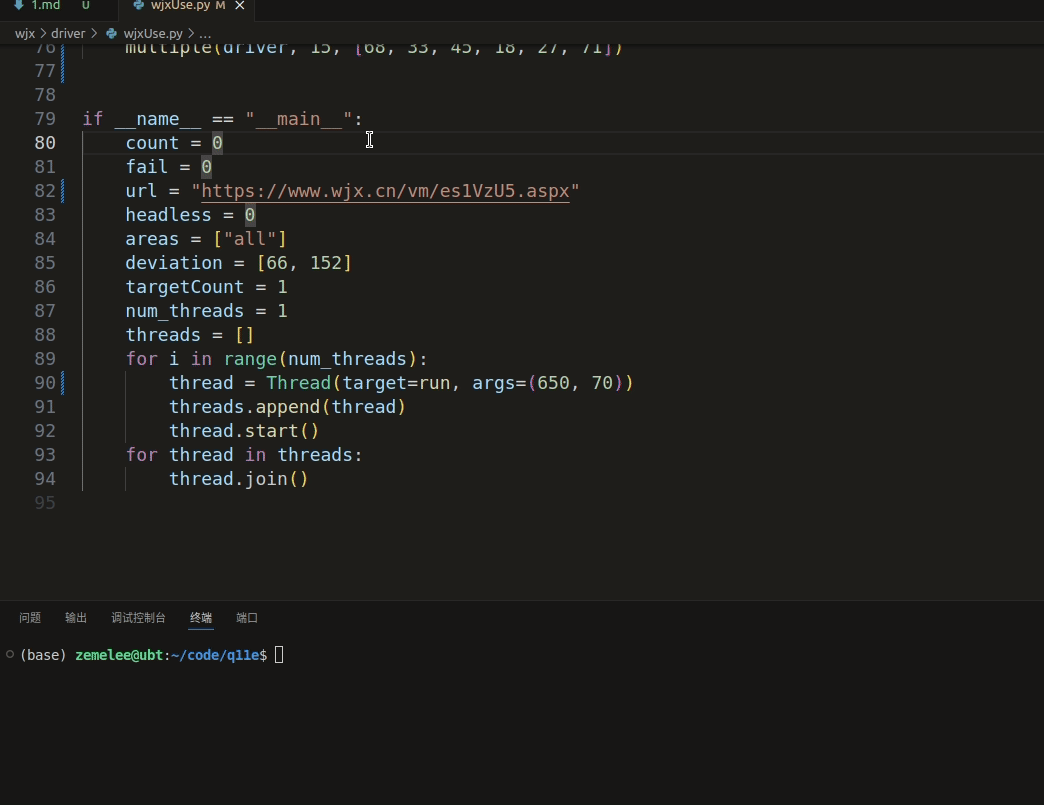 1.md U wjxUse.py M ×
wjx > driver > wjxUse.py > ...
76 multiple(driver, 15, [68, 33, 45, 18, 27, 71])
77
78
79 if __name__ == "__main__":
80 count = 0
81 fail = 0
82 url = "https://www.wjx.cn/vm/es1VzU5.aspx"
83 headless = 0
84 areas = ["all"]
85 deviation = [66, 152]
86 targetCount = 1
87 num_threads = 1
88 threads = []
89 for i in range(num_threads):
90 thread = Thread(target=run, args=(650, 70))
91 threads.append(thread)
92 thread.start()
93 for thread in threads:
94 thread.join()
95
问题 输出 调试控制台 终端 端口
(base) zemelee@ubt:~/code/q11e$